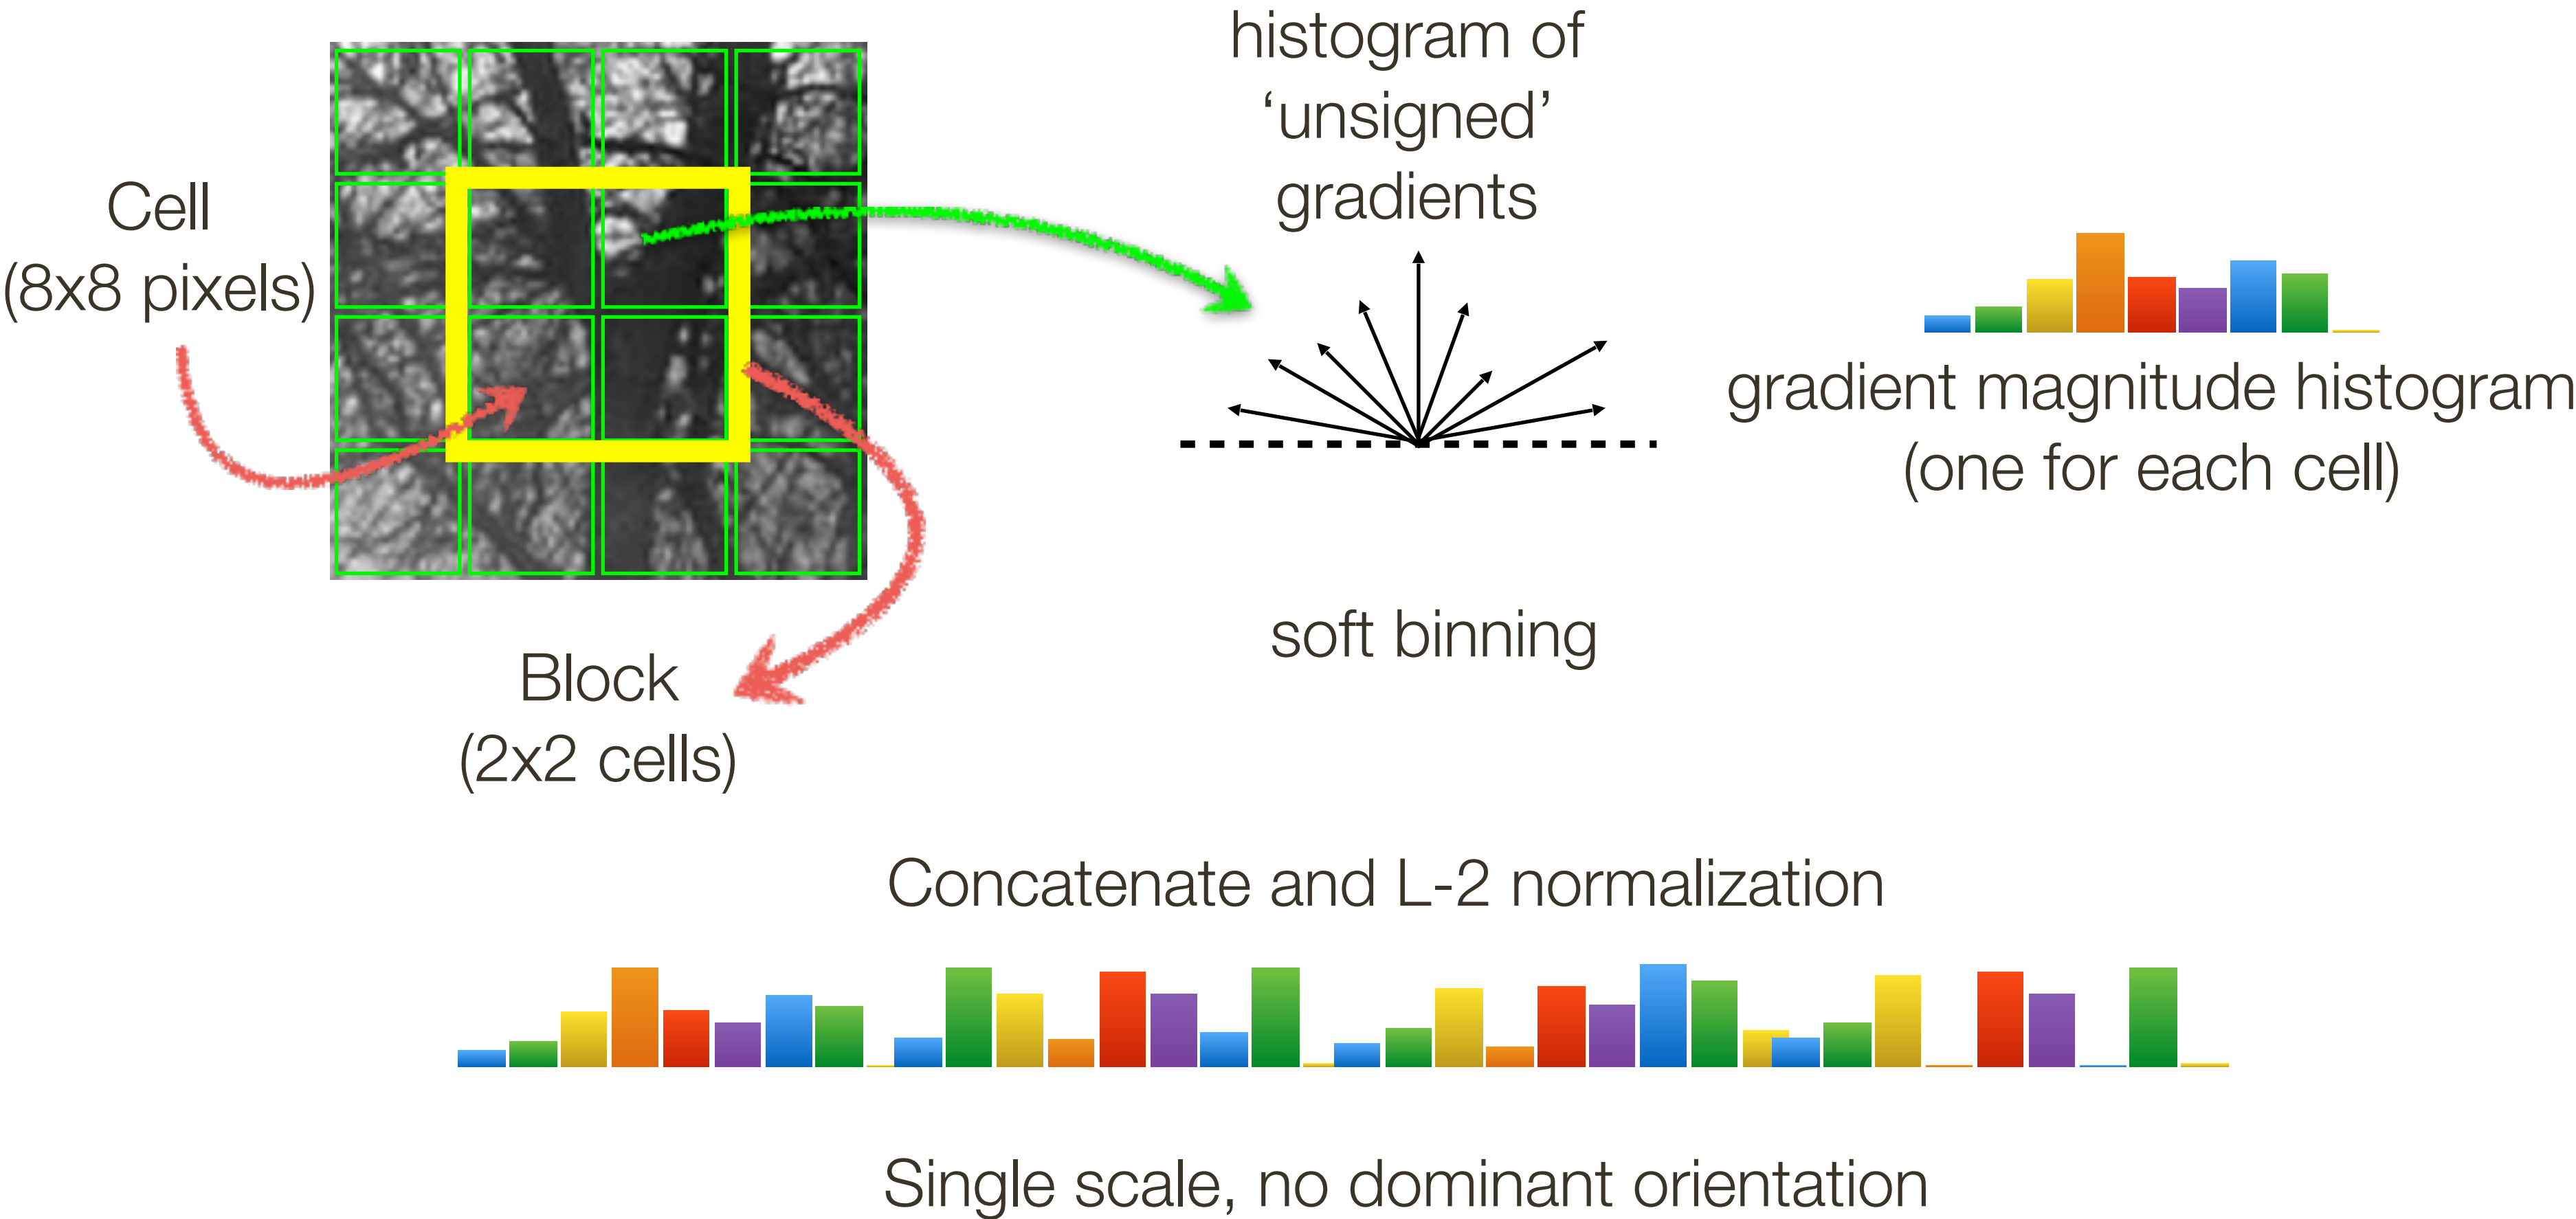 histogram of
‘unsigned’
gradients
Cell
(8x8 pixels)
gradient magnitude histogram
(one for each cell)
soft binning
Block
(2x2 cells)
Concatenate and L-2 normalization
Single scale, no dominant orientation